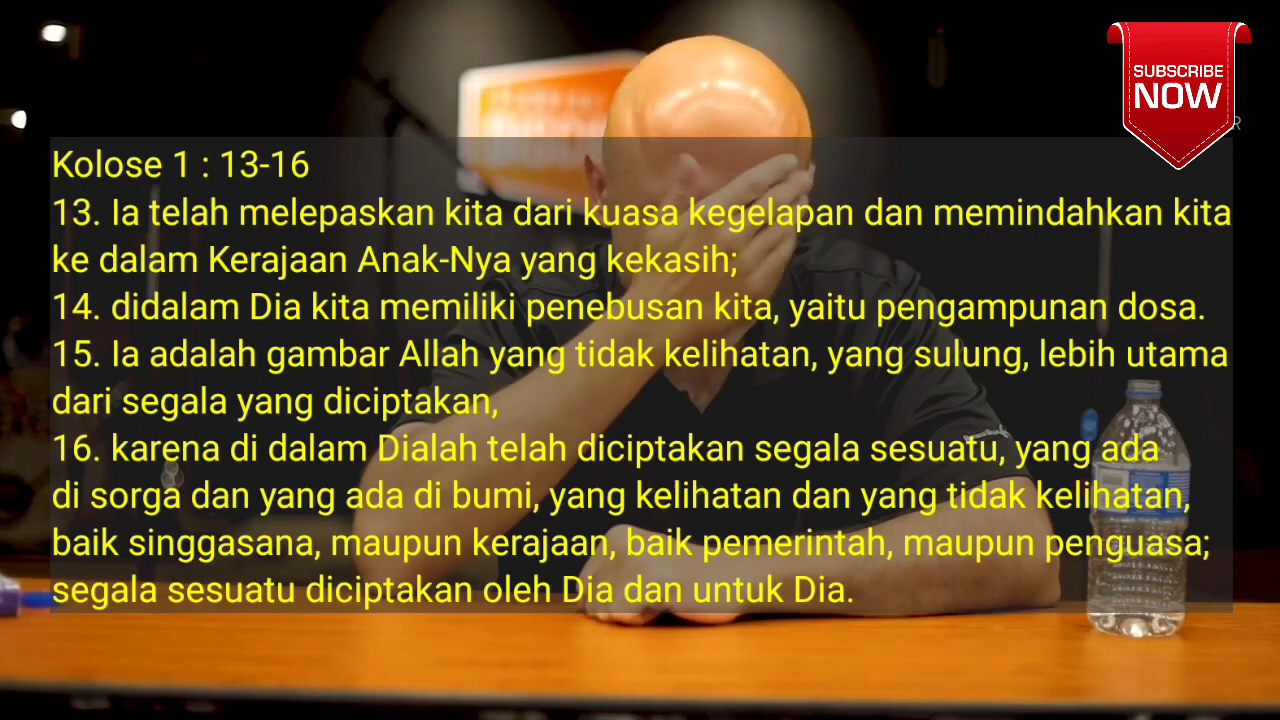 SUBSCRIBE
NOW
Kolose 1 : 13-16
13. Ia telah melepaskan kita dari kuasa kegelapan dan memindahkan kita
ke dalam Kerajaan Anak-Nya yang kekasih;
14. didalam Dia kita memiliki penebusan kita, yaitu pengampunan dosa.
15. Ia adalah gambar Allah yang tidak kelihatan, yang sulung, lebih utama
dari segala yang diciptakan,
16. karena di dalam Dialah telah diciptakan segala sesuatu, yang ada
di sorga dan yang ada di bumi, yang kelihatan dan yang tidak kelihatan,
baik singgasana, maupun kerajaan, baik pemerintah, maupun penguasa;
segala sesuatu diciptakan oleh Dia dan untuk Dia.